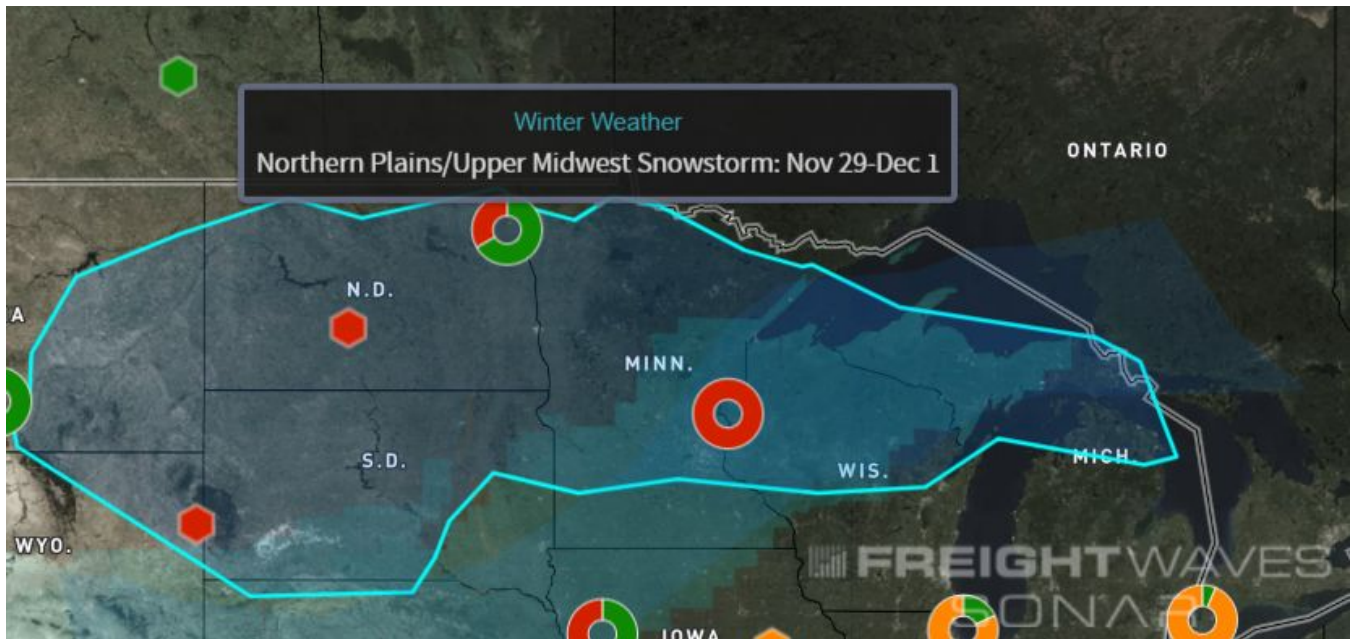 Winter Weather
Northern Plains/Upper Midwest Snowstorm: Nov 29-Dec 1
ONTARIO
N.D.
A
MINN.
S.D.
WIS.
MICH.
WYO.
FREIGHTWAVES
SONAR
IOWA